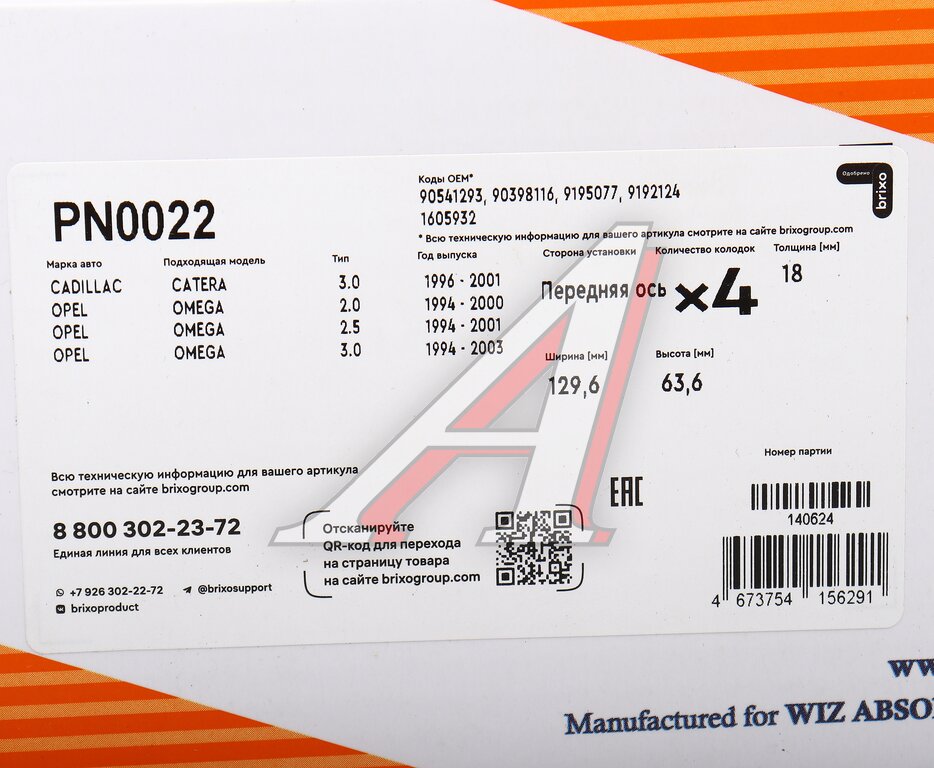 Одобрено
brixo
PN0022
Коды OEM*
90541293, 90398116, 9195077, 9192124
1605932
* Всю техническую информацию для вашего артикула смотрите на сайте brixogroup.com
Марка авто Подходящая модель Тип Год выпуска
CADILLAC CATERA 3.0 1996 - 2001
OPEL OMEGA 2.0 1994 - 2000
OPEL OMEGA 2.5 1994 - 2001
OPEL OMEGA 3.0 1994 - 2003
Сторона установки Количество колодок Толщина [мм]
Передняя ось ×4 18
Ширина [мм] Высота [мм]
129,6 63,6
Всю техническую информацию для вашего артикула
смотрите на сайте brixogroup.com
8 800 302-23-72
Единая линия для всех клиентов
+7 926 302-22-72 @brixosupport
brixoproduct
Отсканируйте
QR-код для перехода
на страницу товара
на сайте brixogroup.com
EAC
Номер партии
140624
4 673754 156291
Manufactured for WIZ